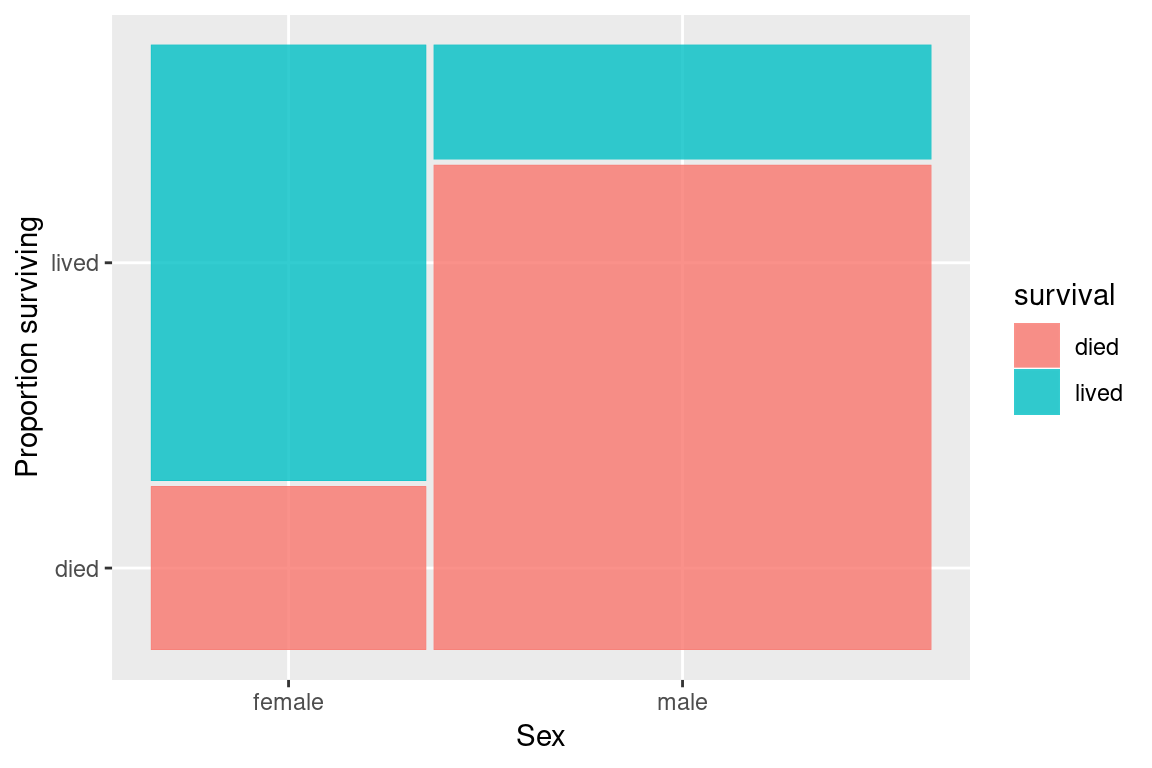 Proportion surviving
lived
died
female
male
Sex
survival
died
lived